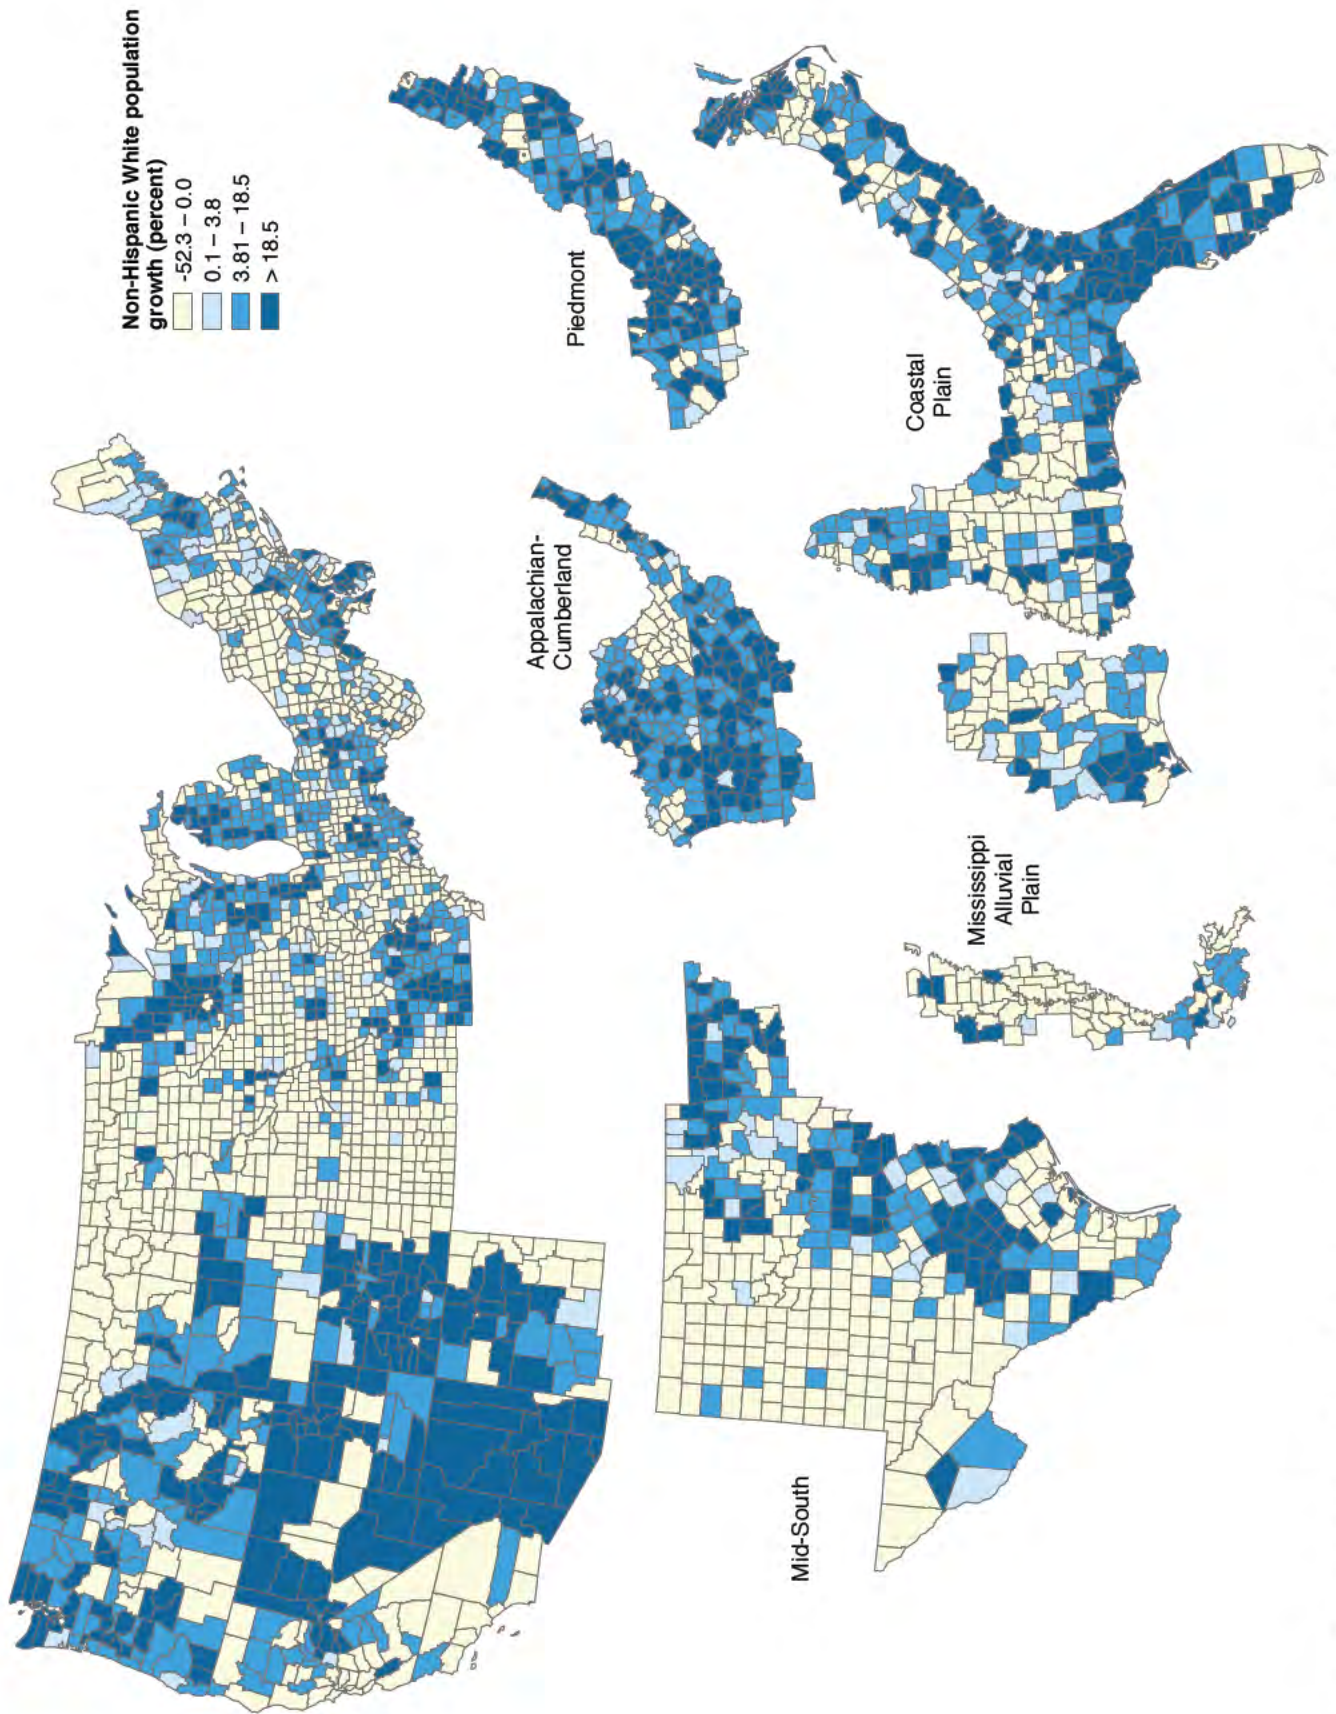 Non-Hispanic White population
growth (percent)
-52.3 – 0.0
0.1 – 3.8
3.81 – 18.5
> 18.5
Piedmont
Appalachian-
Cumberland
Coastal
Plain
Mississippi
Alluvial
Plain
Mid-South